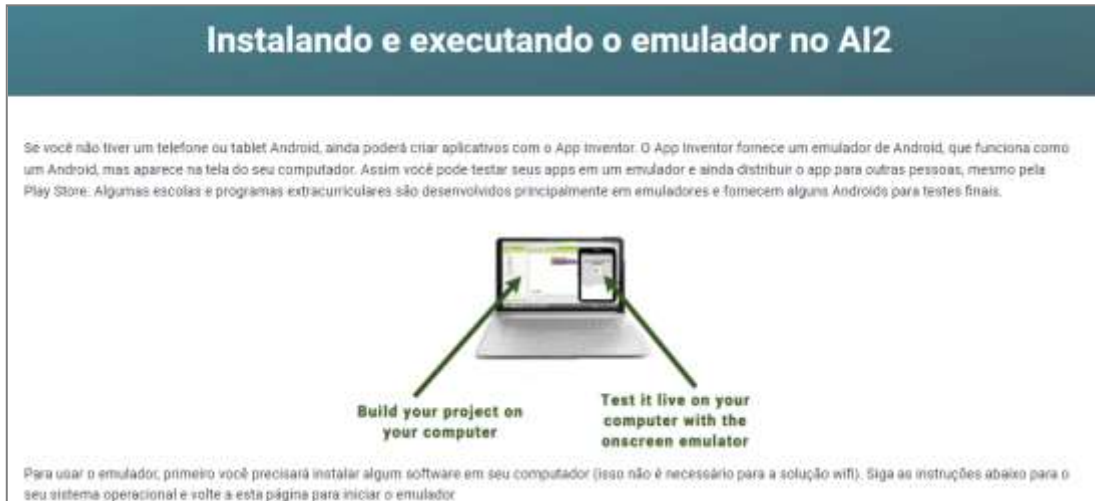 Instalando e executando o emulador no AI2
Se você não tiver um telefone ou tablet Android, ainda poderá criar aplicativos com o App Inventor. O App Inventor fornece um emulador de Android, que funciona como
um Android, mas aparece na tela do seu computador. Assim você pode testar seus apps em um emulador e ainda distribuir o app para outras pessoas, mesmo pela
Play Store. Algumas escolas e programas extracurriculares são desenvolvidos principalmente em emuladores e fornecem alguns Androids para testes finais.
Build your project on
your computer
Test it live on your
computer with the
onscreen emulator
Para usar o emulador, primeiro você precisará instalar algum software em seu computador (isso não é necessário para a solução wifi). Siga as instruções abaixo para o
seu sistema operacional e volte a esta página para iniciar o emulador